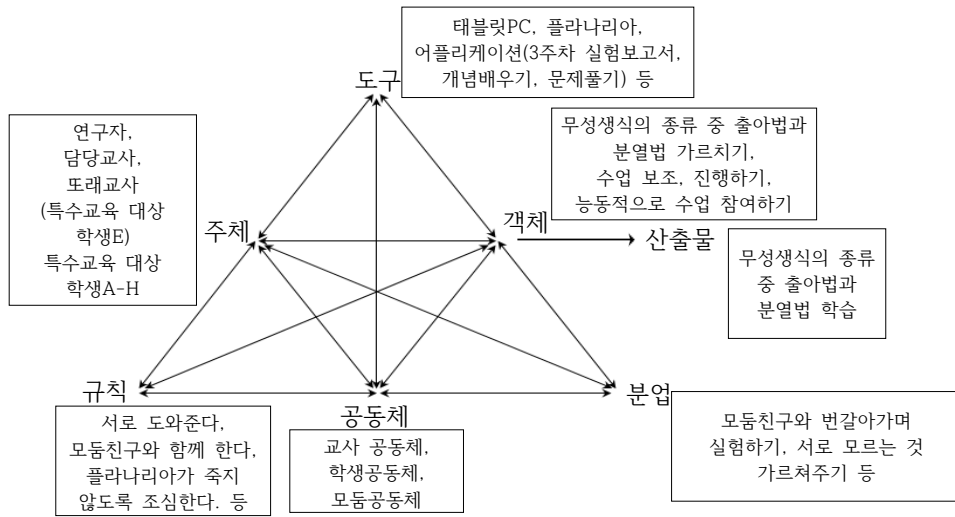 태블릿PC, 플라나리아,
어플리케이션(3주차 실험보고서,
개념배우기, 문제풀기) 등
도구
연구자,
담당교사,
또래교사
(특수교육 대상
학생E)
특수교육 대상
학생A-H
무성생식의 종류 중 출아법과
분열법 가르치기,
수업 보조, 진행하기,
능동적으로 수업 참여하기
주체
객체
산출물
무성생식의 종류
중 출아법과
분열법 학습
규칙
공동체
분업
서로 도와준다,
모둠친구와 함께 한다,
플라나리아가 죽지
않도록 조심한다. 등
교사 공동체,
학생공동체,
모둠공동체
모둠친구와 번갈아가며
실험하기, 서로 모르는 것
가르쳐주기 등